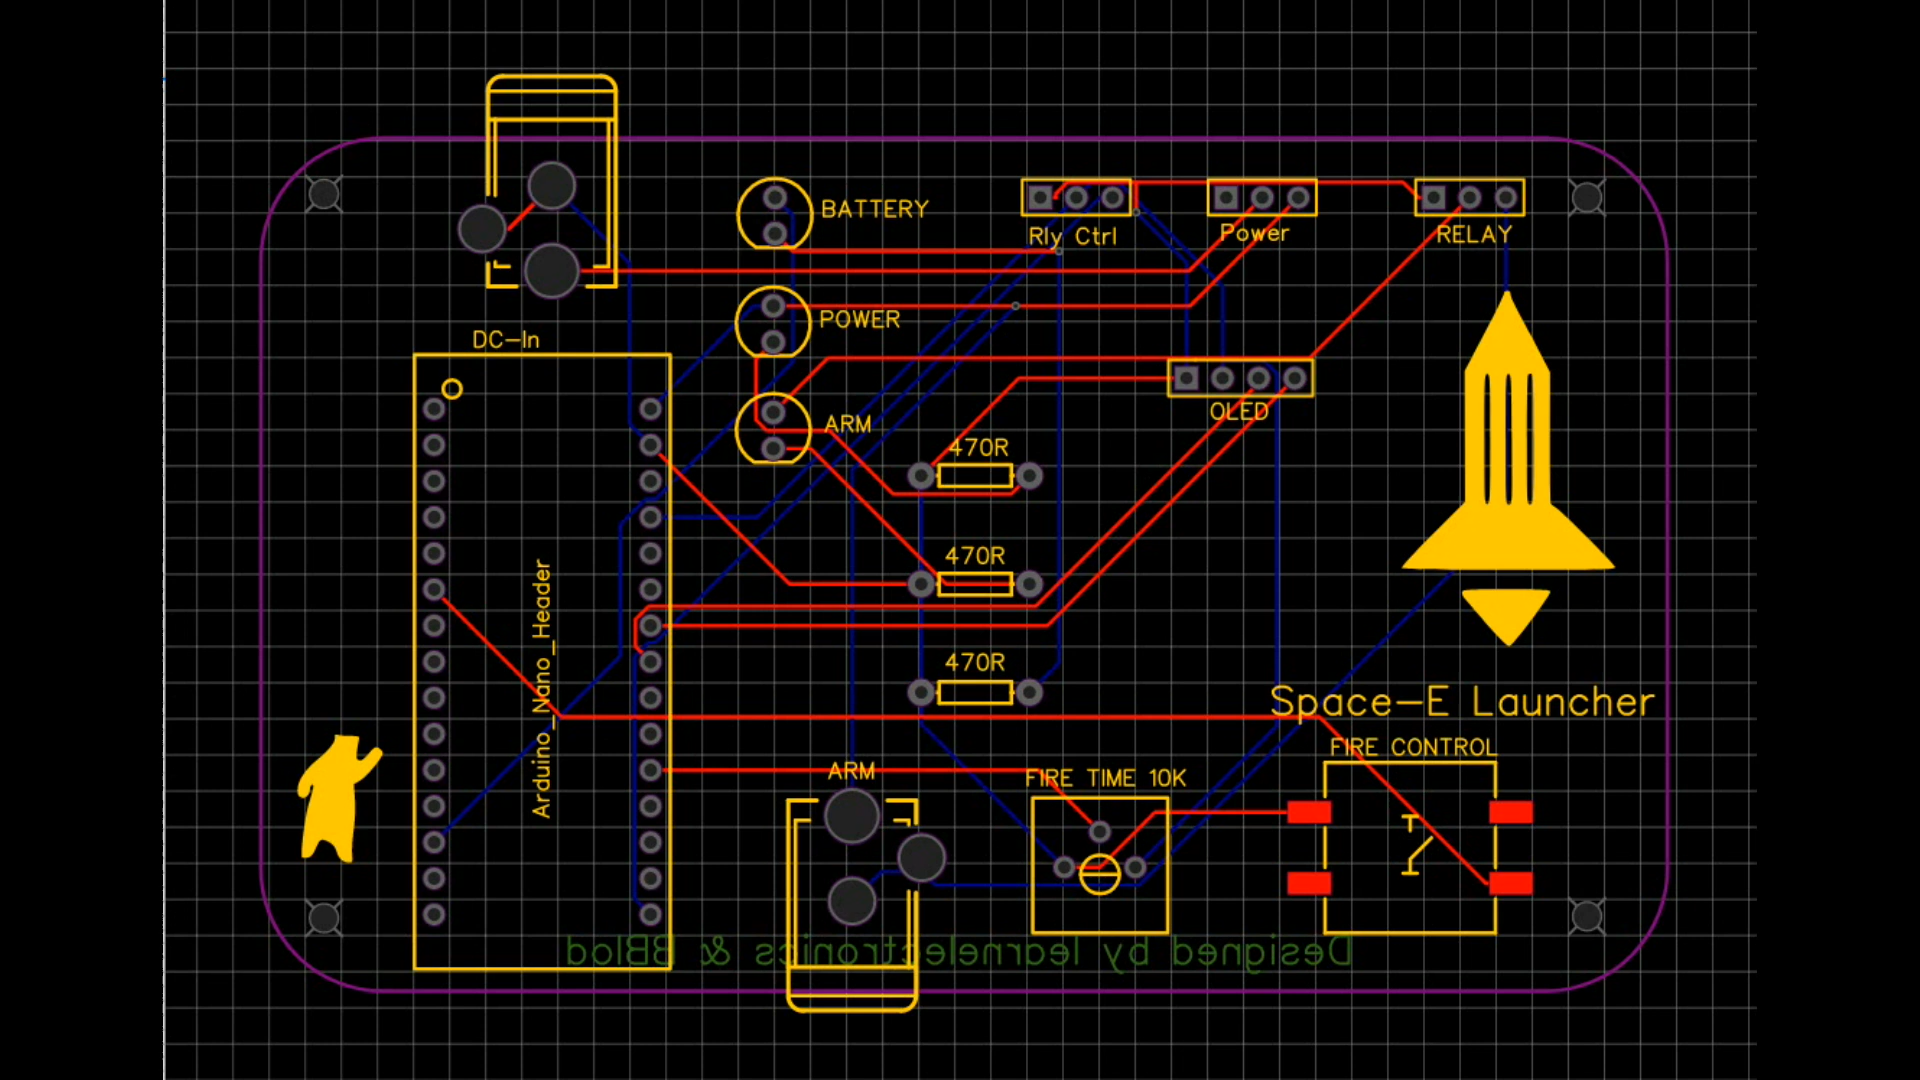 BATTERY
Rly Ctrl
Power
RELAY
POWER
DC-In
OLED
ARM
470R
470R
Arduino_Nano_Header
470R
Space-E Launcher
FIRE CONTROL
ARM
FIRE TIME 10K
Designed by learnelectronics & BBlod